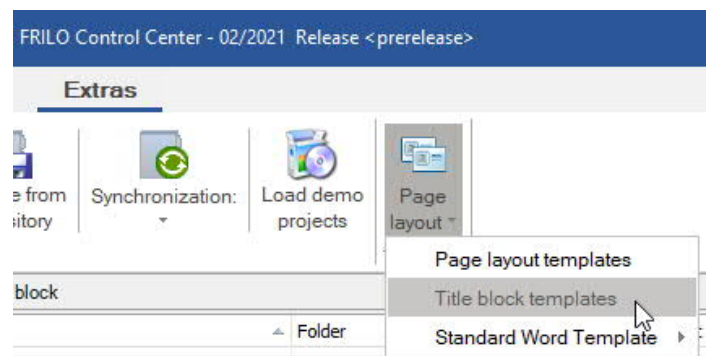 FRILO Control Center - 02/2021 Release <prerelease>
Extras
e from
sitory
Synchronization:
Load demo
projects
Page
layout
Page layout templates
Title block templates
Standard Word Template
block
Folder